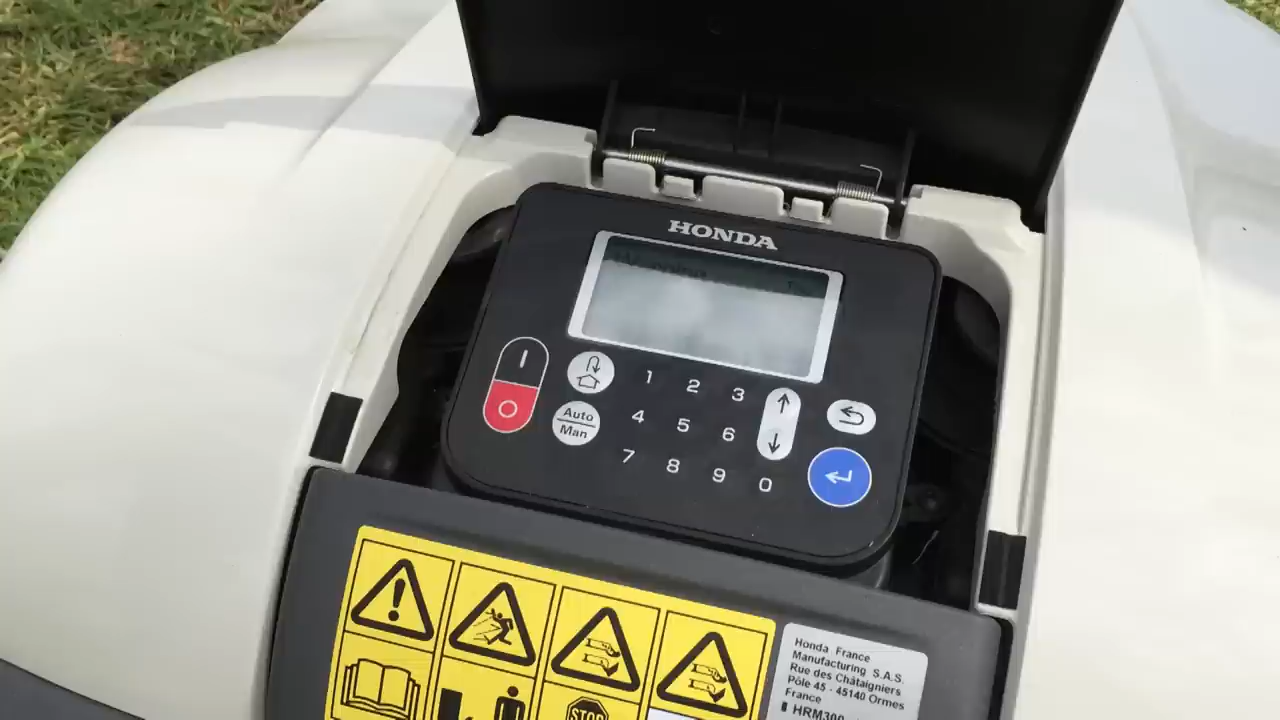 HONDA
1 2 3
Auto
Man
4 5 6
7 8 9 0
STOP
Honda France
Manufacturing S.A.S.
Rue des Châtaigniers
Pôle 45 - 45140 Ormes
France
HRM300